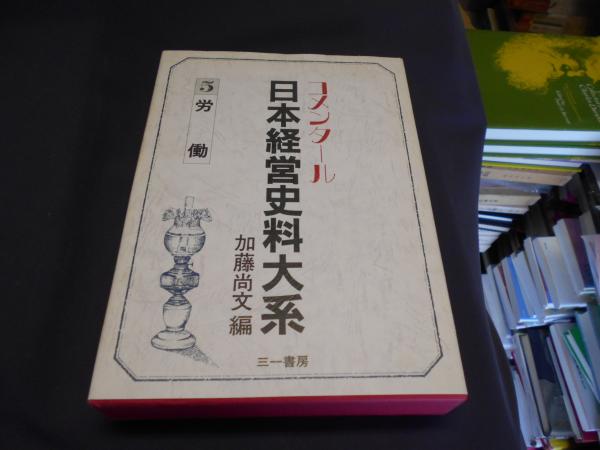 コメンタール
日本経営史料大系
加藤尚文編
5
労働
三一書房